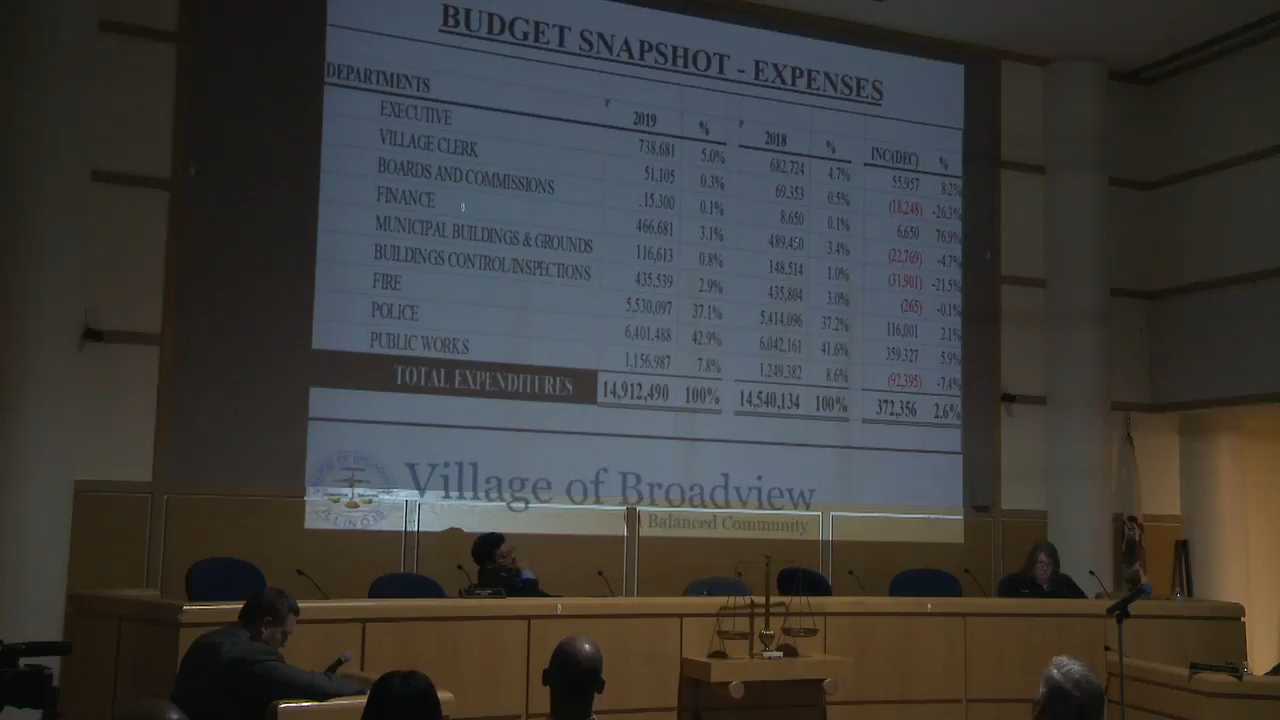 BUDGET SNAPSHOT - EXPENSES
DEPARTMENTS 2019 % 2018 % INC(DEC) %
EXECUTIVE 738,681 5.0% 682,724 4.7% 55,957 8.2%
VILLAGE CLERK 51,105 0.3% 69,353 0.5% (18,248) -26.3%
BOARDS AND COMMISSIONS 15,300 0.1% 8,650 0.1% 6,650 76.9%
FINANCE 466,681 3.1% 489,450 3.4% (22,769) -4.7%
MUNICIPAL BUILDINGS & GROUNDS 116,613 0.8% 148,514 1.0% (31,901) -21.5%
BUILDINGS CONTROL/INSPECTIONS 435,539 2.9% 435,804 3.0% (265) -0.1%
FIRE 5,530,097 37.1% 5,414,096 37.2% 116,001 2.1%
POLICE 6,401,488 42.9% 6,042,161 41.6% 359,327 5.9%
PUBLIC WORKS 1,156,987 7.8% 1,249,382 8.6% (92,395) -7.4%
TOTAL EXPENDITURES 14,912,490 100% 14,540,134 100% 372,356 2.6%
Village of Broadview
A Balanced Community
ILLINOIS